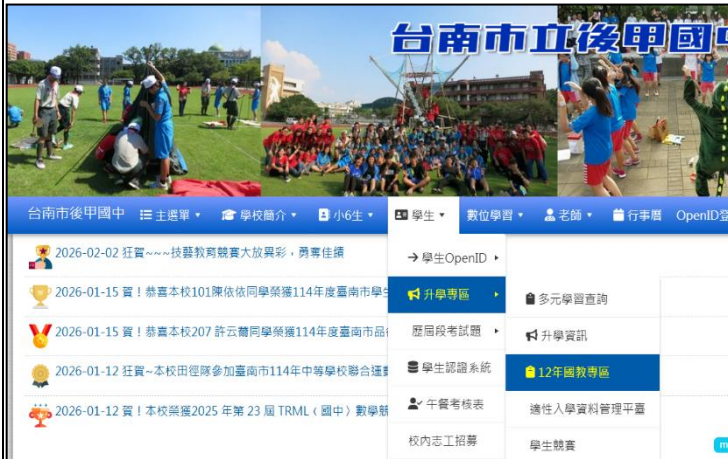 台南市立後甲國中
台南市後甲國中 主選單 學校簡介 小6生 學生 數位學習 老師 行事曆 OpenID登
2026-02-02 狂賀~~~技藝教育競賽大放異彩，勇奪佳績
2026-01-15 賀！恭喜本校101陳依依同學榮獲114年度臺南市學生
2026-01-15 賀！恭喜本校207 許云薾同學榮獲114年度臺南市品德
2026-01-12 狂賀~本校田徑隊參加臺南市114年中等學校聯合運動
2026-01-12 賀！本校榮獲2025 年第 23 屆 TRML﹙國中﹚數學競
學生OpenID
升學專區
歷屆段考試題
學生認證系統
午餐考核表
校內志工招募
多元學習查詢
升學資訊
12年國教專區
適性入學資料管理平臺
學生競賽
m